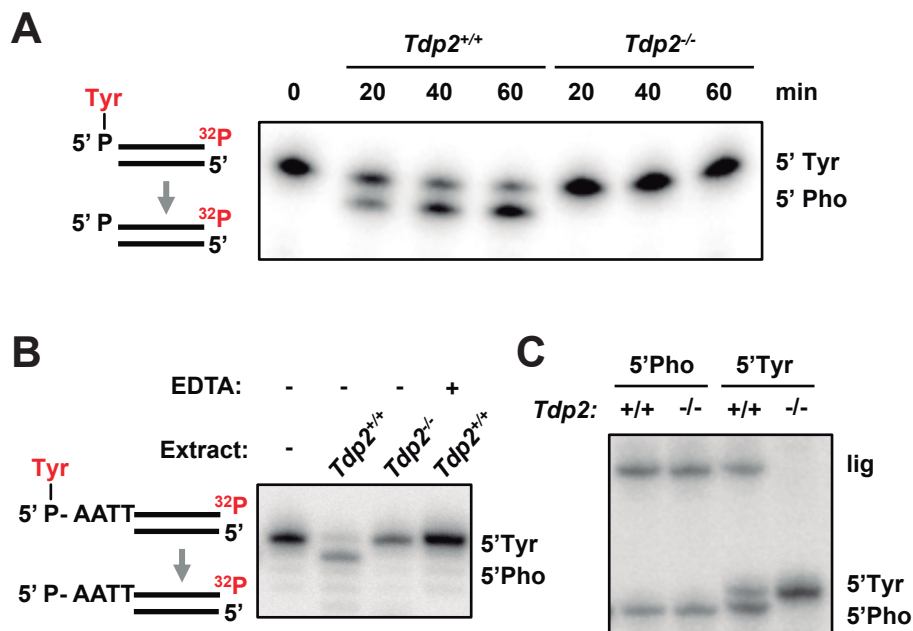 A
Tdp2+/+ Tdp2-/-
0 20 40 60 20 40 60 min
Tyr
5' P 32P
5'
5' Tyr
5' Pho
5' P 32P
5'
B
EDTA: - - - +
Extract: - Tdp2+/+ Tdp2-/- Tdp2+/+
Tyr
5' P- AATT 32P
5'
5'Tyr
5'Pho
5' P- AATT 32P
5'
C
5'Pho 5'Tyr
Tdp2: +/+ -/- +/+ -/-
lig
5'Tyr
5'Pho